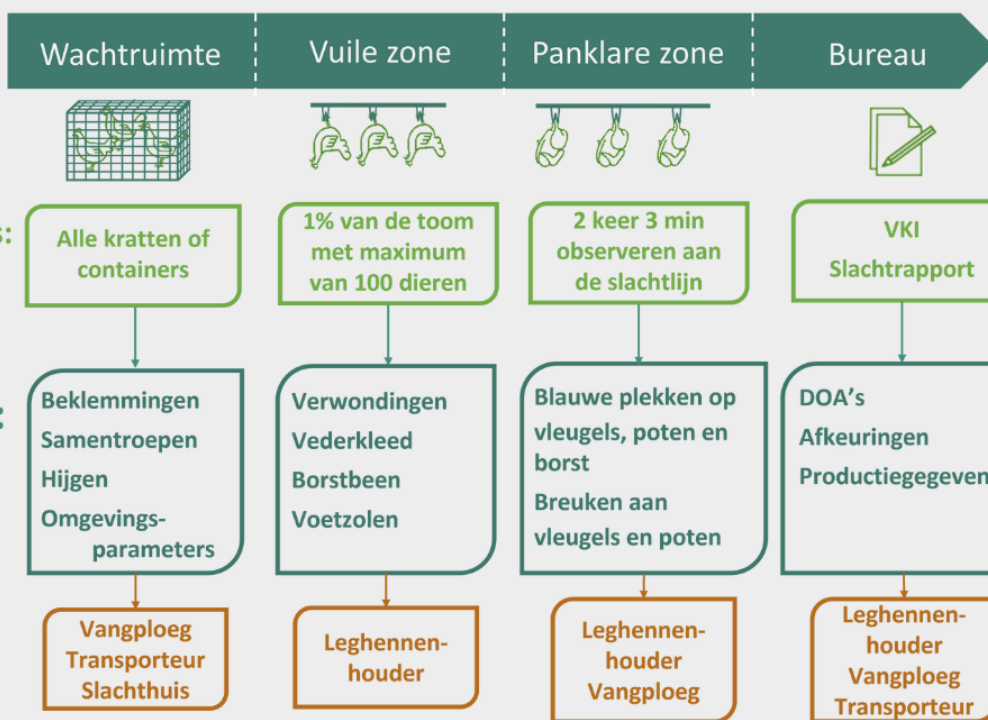 Wachtruimte
Vuile zone
Panklare zone
Bureau
s:
Alle kratten of
containers
1% van de toom
met maximum
van 100 dieren
2 keer 3 min
observeren aan
de slachtlijn
VKI
Slachtrapport
:
Beklemmingen
Samentroepen
Hijgen
Omgevings-
parameters
Verwondingen
Vederkleed
Borstbeen
Voetzolen
Blauwe plekken op
vleugels, poten en
borst
Breuken aan
vleugels en poten
DOA's
Afkeuringen
Productiegegeven
Vangploeg
Transporteur
Slachthuis
Leghennen-
houder
Leghennen-
houder
Vangploeg
Leghennen-
houder
Vangploeg
Transporteur